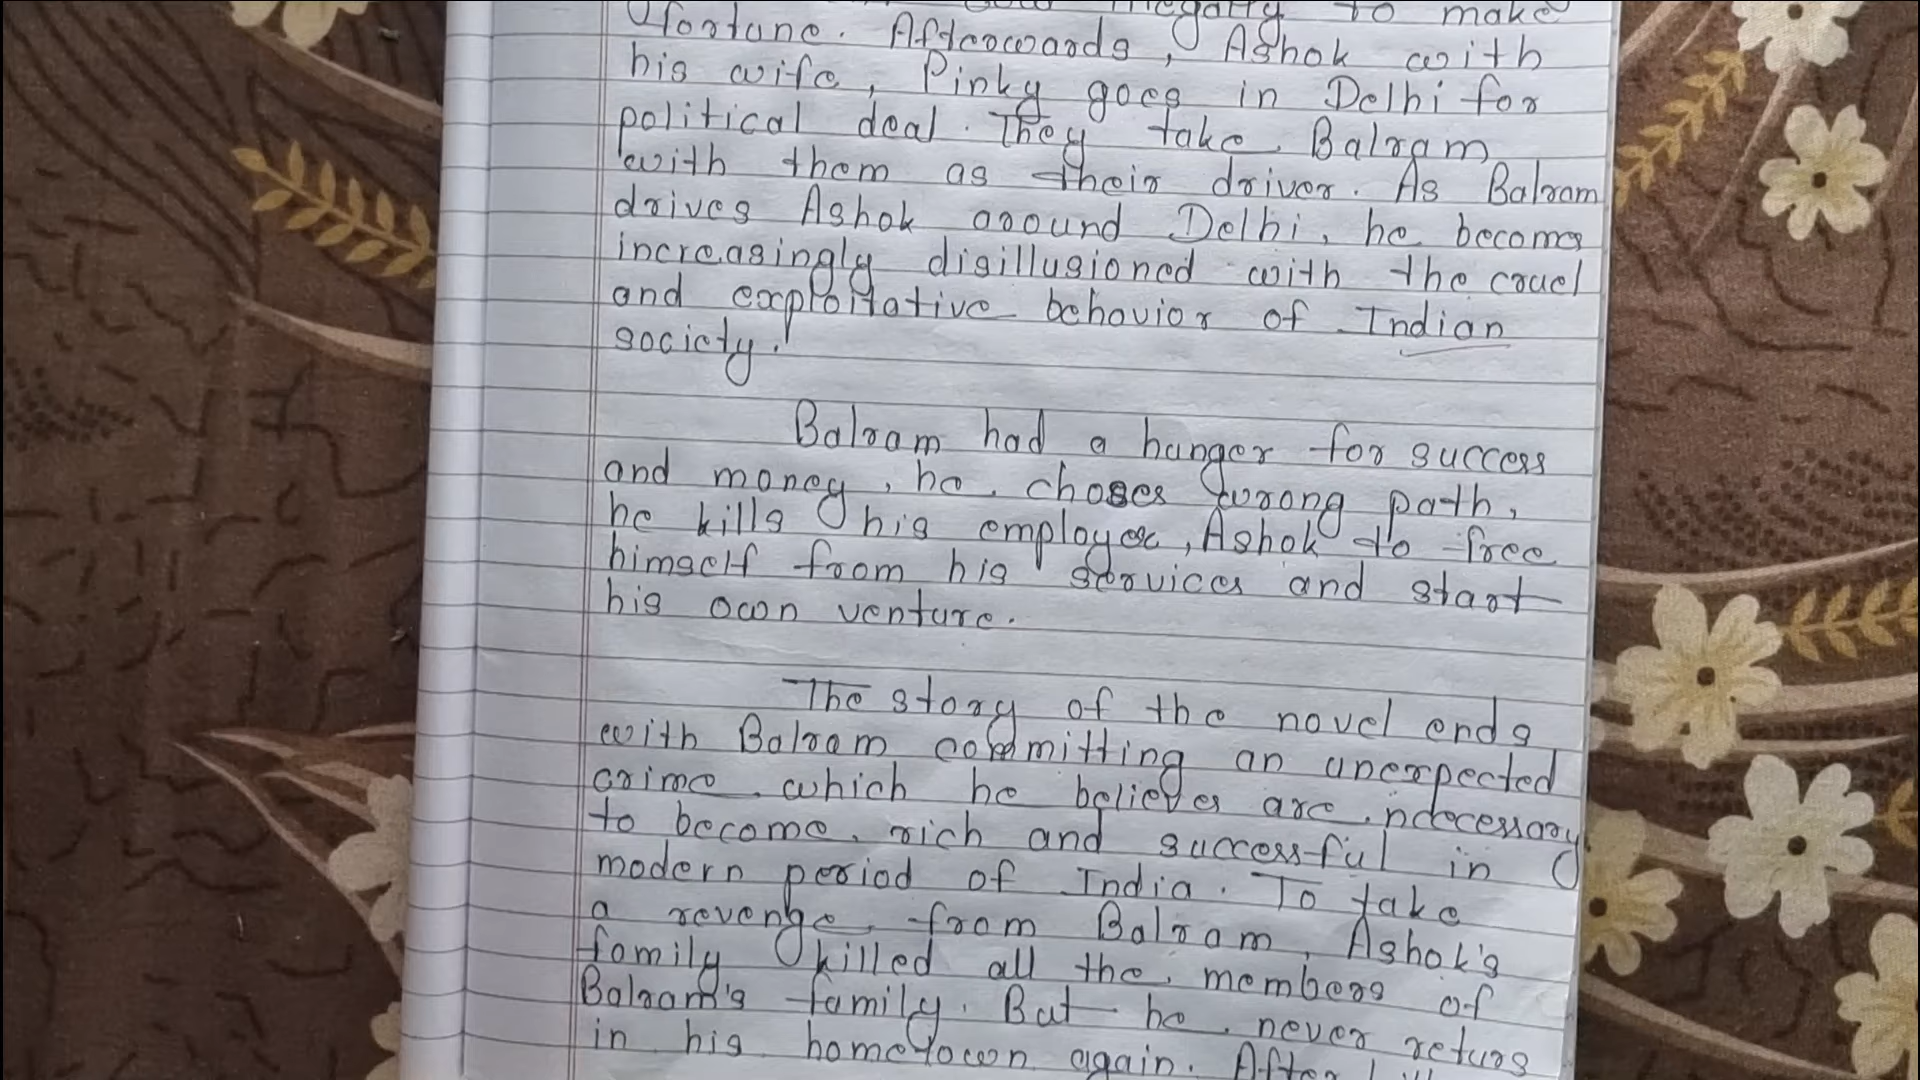 illegally to make
fortune. Afterwards, Ashok with
his wife, Pinky goes in Delhi for
political deal. They take Balram
with them as their driver. As Balram
drives Ashok around Delhi, he becomes
increasingly disillusioned with the cruel
and exploitative behavior of Indian
society.
Balram had a hunger for success
and money, he choses wrong path,
he kills his employer, Ashok to free
himself from his services and start
his own venture.
The story of the novel ends
with Balram committing an unexpected
crime which he believes are necessary
to become rich and successful in
modern period of India. To take
a revenge from Balram, Ashok's
family killed all the members of
Balram's family. But he never returs
in his hometown again. After